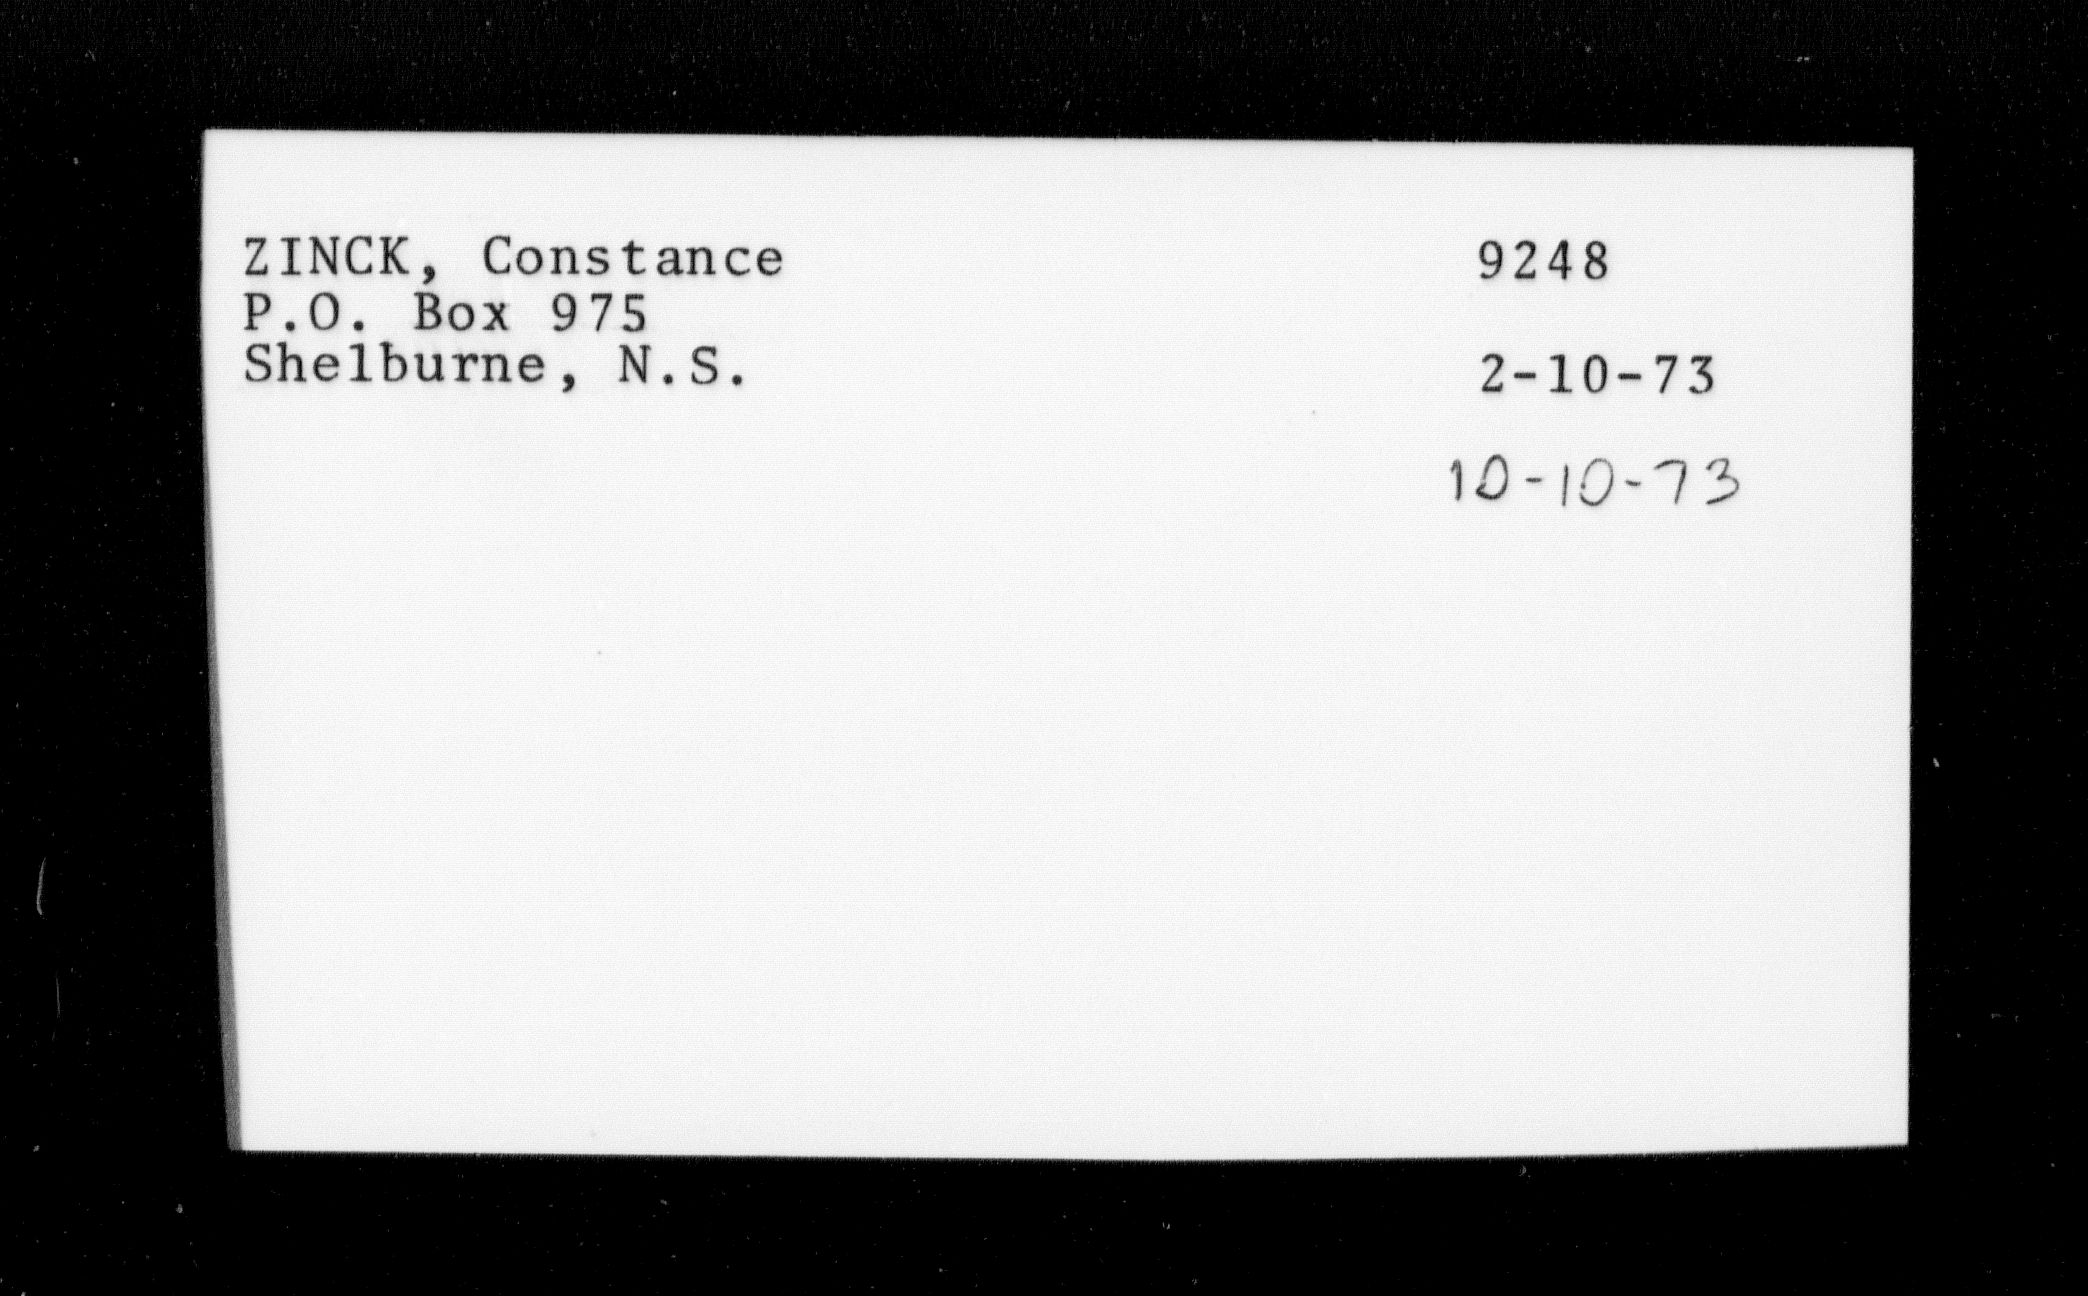 ZINCK, Constance 9248
P.O. Box 975
Shelburne, N.S. 2-10-73
10-10-73